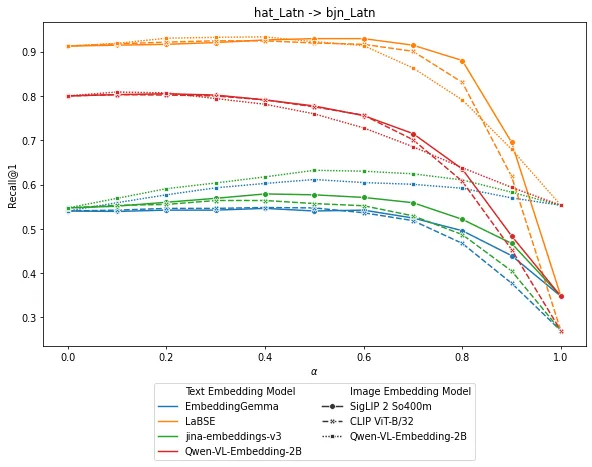 hat_Latn -> bjn_Latn
Recall@1
0.9
0.8
0.7
0.6
0.5
0.4
0.3
0.0
0.2
0.4
0.6
0.8
1.0
α
Text Embedding Model
EmbeddingGemma
LaBSE
jina-embeddings-v3
Qwen-VL-Embedding-2B
Image Embedding Model
SigLIP 2 So400m
CLIP ViT-B/32
Qwen-VL-Embedding-2B